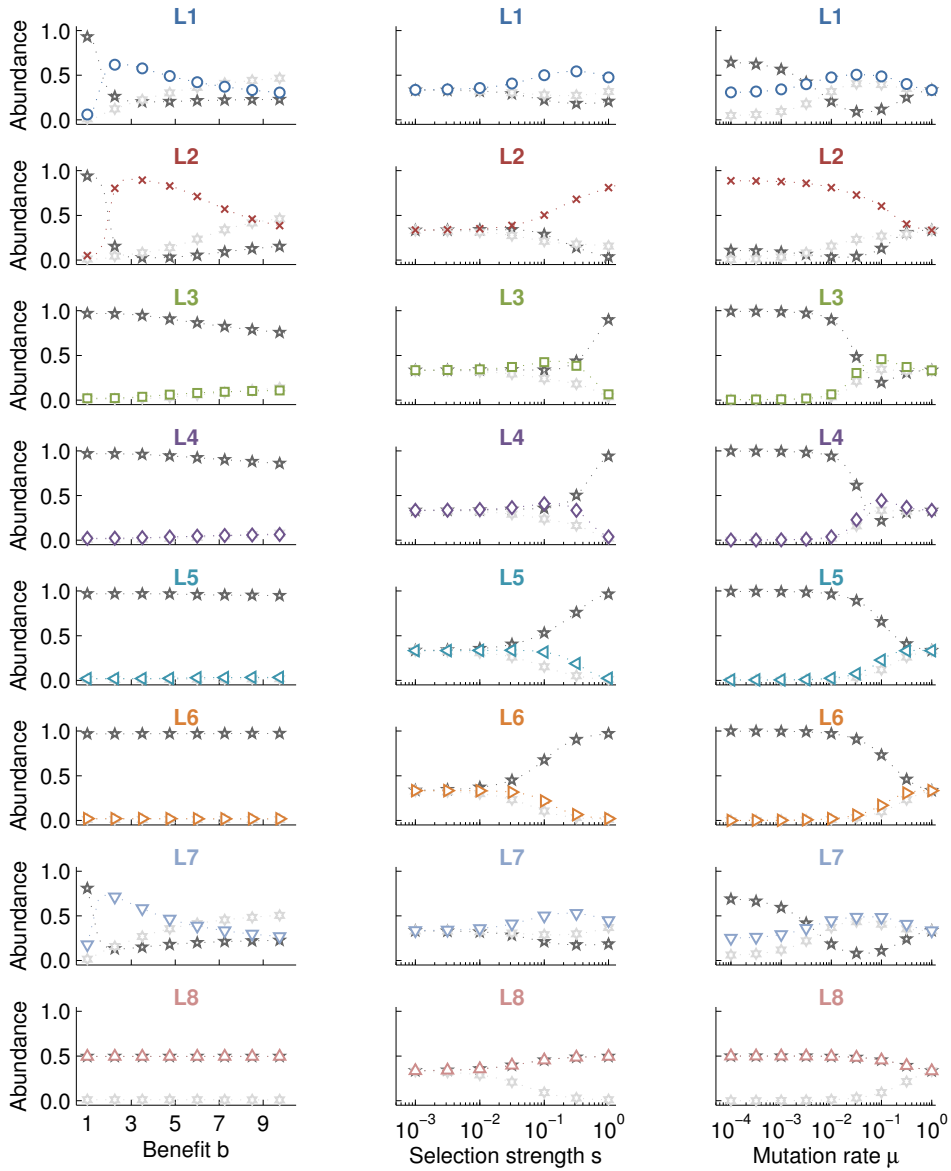 L1 L1 L1
Abundance
1.0
0.5
0.0
L2 L2 L2
Abundance
1.0
0.5
0.0
L3 L3 L3
Abundance
1.0
0.5
0.0
L4 L4 L4
Abundance
1.0
0.5
0.0
L5 L5 L5
Abundance
1.0
0.5
0.0
L6 L6 L6
Abundance
1.0
0.5
0.0
L7 L7 L7
Abundance
1.0
0.5
0.0
L8 L8 L8
Abundance
1.0
0.5
0.0
1 3 5 7 9
10⁻³ 10⁻² 10⁻¹ 10⁰
10⁻⁴ 10⁻³ 10⁻² 10⁻¹ 10⁰
Benefit b
Selection strength s
Mutation rate μ